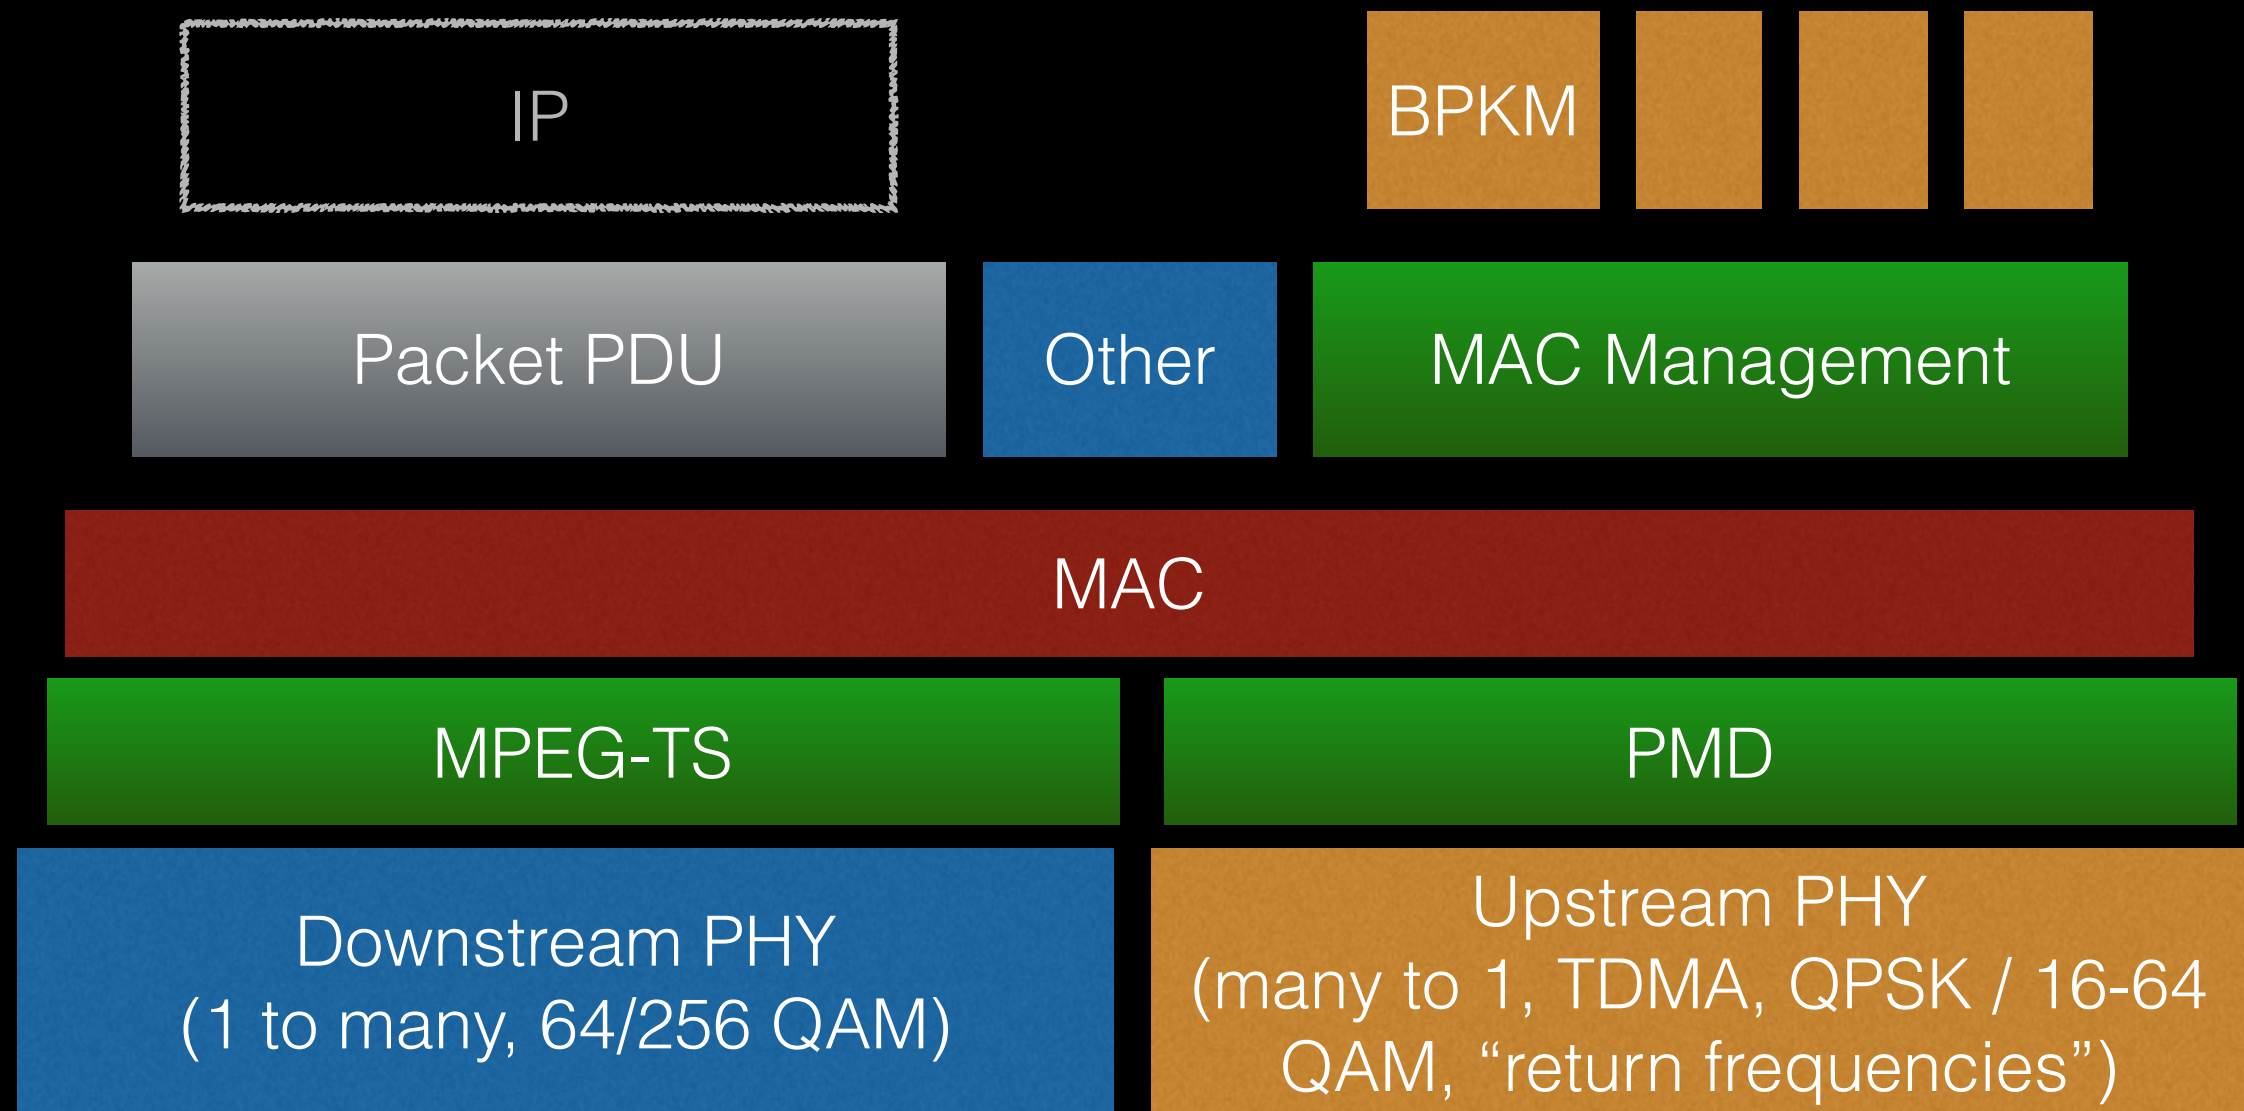 IP
BPKM
Packet PDU
Other
MAC Management
MAC
MPEG-TS
PMD
Downstream PHY
(1 to many, 64/256 QAM)
Upstream PHY
(many to 1, TDMA, QPSK / 16-64
QAM, “return frequencies”)